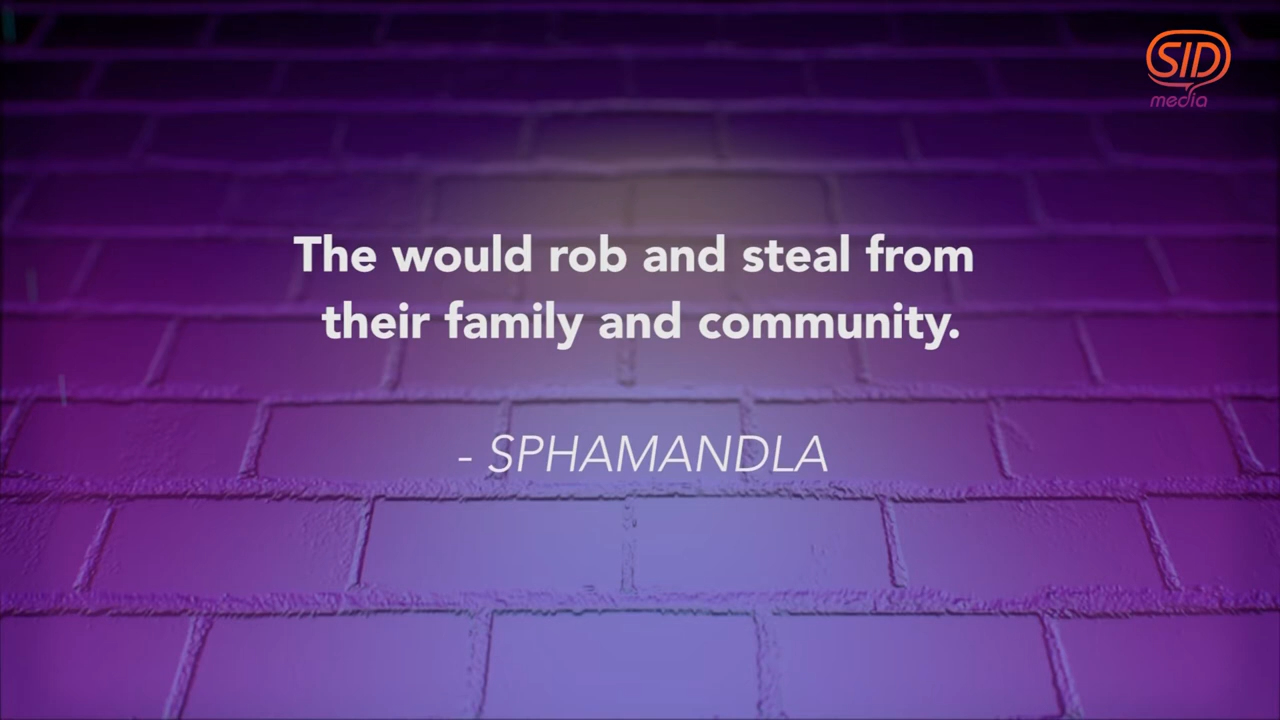 SID
media
The would rob and steal from
their family and community.
- SPHAMANDLA